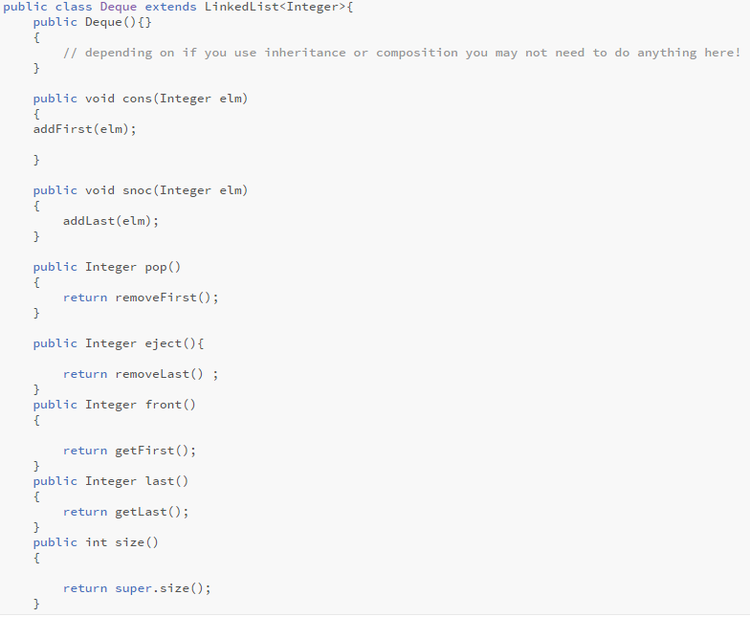 public class Deque extends LinkedList<Integer>{
    public Deque(){}
    {
        // depending on if you use inheritance or composition you may not need to do anything here!
    }

    public void cons(Integer elm)
    {
    addFirst(elm);

    }

    public void snoc(Integer elm)
    {
        addLast(elm);
    }

    public Integer pop()
    {
        return removeFirst();
    }

    public Integer eject(){

        return removeLast() ;
    }
    public Integer front()
    {

        return getFirst();
    }
    public Integer last()
    {
        return getLast();
    }
    public int size()
    {

        return super.size();
    }